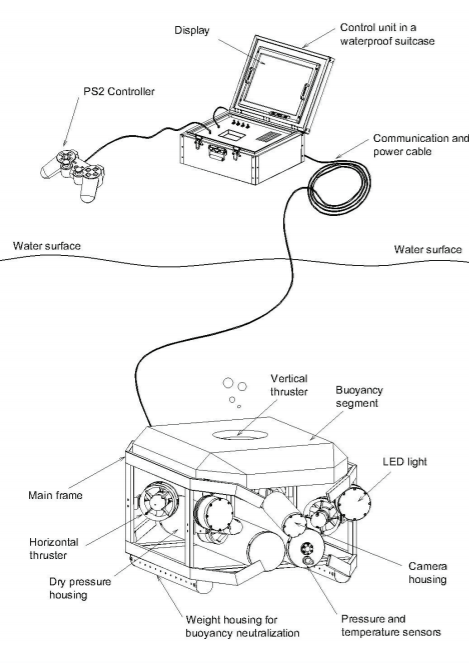 Display
Control unit in a
waterproof suitcase
PS2 Controller
Communication and
power cable
Water surface
Water surface
Vertical
thruster
Buoyancy
segment
LED light
Main frame
Horizontal
thruster
Dry pressure
housing
Camera
housing
Weight housing for
buoyancy neutralization
Pressure and
temperature sensors